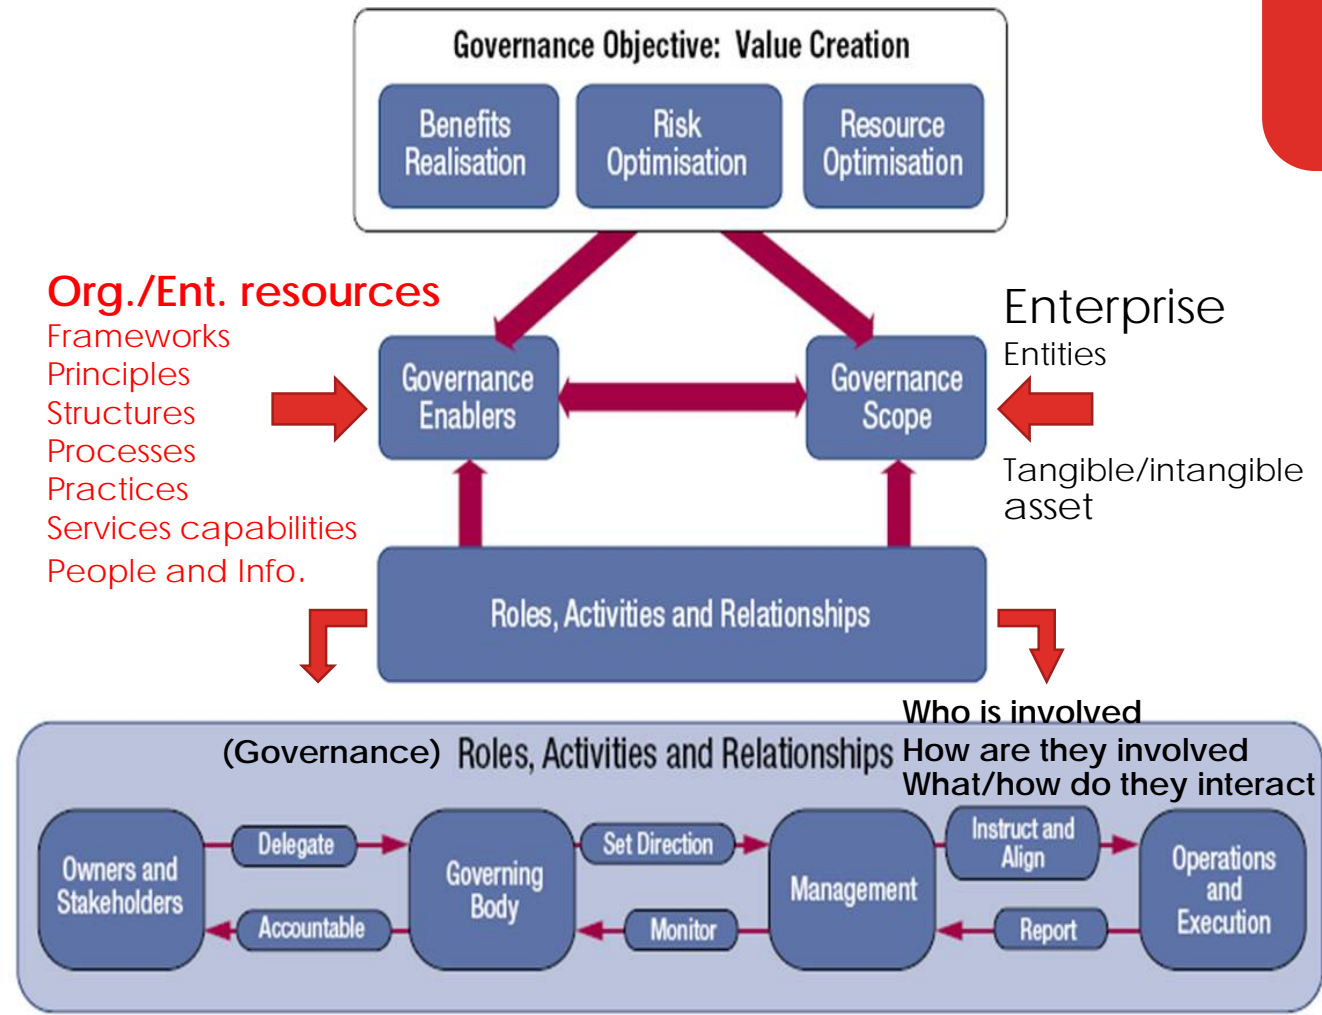 Governance Objective: Value Creation
Benefits
Realisation
Risk
Optimisation
Resource
Optimisation
Org./Ent. resources
Frameworks
Principles
Structures
Processes
Practices
Services capabilities
People and Info.
Governance
Enablers
Governance
Scope
Enterprise
Entities
Tangible/intangible
asset
Roles, Activities and Relationships
Who is involved
How are they involved
What/how do they interact
(Governance) Roles, Activities and Relationships
Owners and
Stakeholders
Delegate
Accountable
Governing
Body
Set Direction
Monitor
Management
Instruct and
Align
Report
Operations
and
Execution